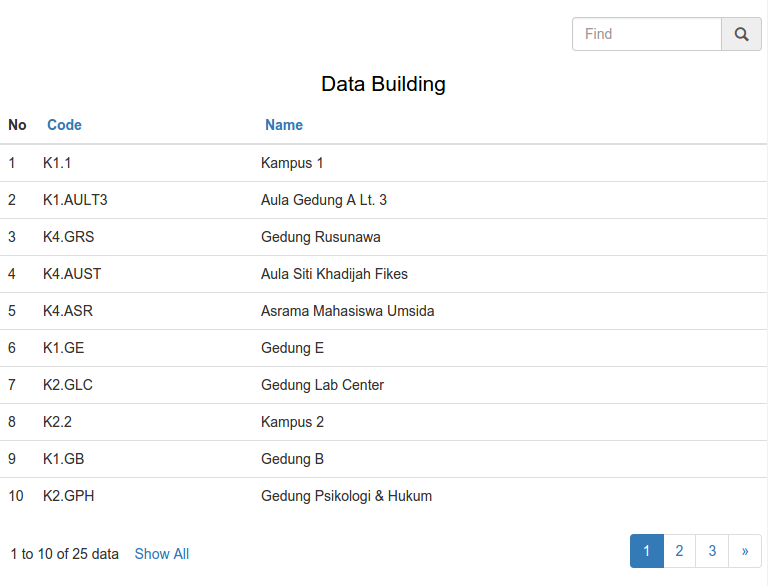 Find
Data Building
No Code Name
1 K1.1 Kampus 1
2 K1.AULT3 Aula Gedung A Lt. 3
3 K4.GRS Gedung Rusunawa
4 K4.AUST Aula Siti Khadijah Fikes
5 K4.ASR Asrama Mahasiswa Umsida
6 K1.GE Gedung E
7 K2.GLC Gedung Lab Center
8 K2.2 Kampus 2
9 K1.GB Gedung B
10 K2.GPH Gedung Psikologi & Hukum
1 to 10 of 25 data Show All 1 2 3 »